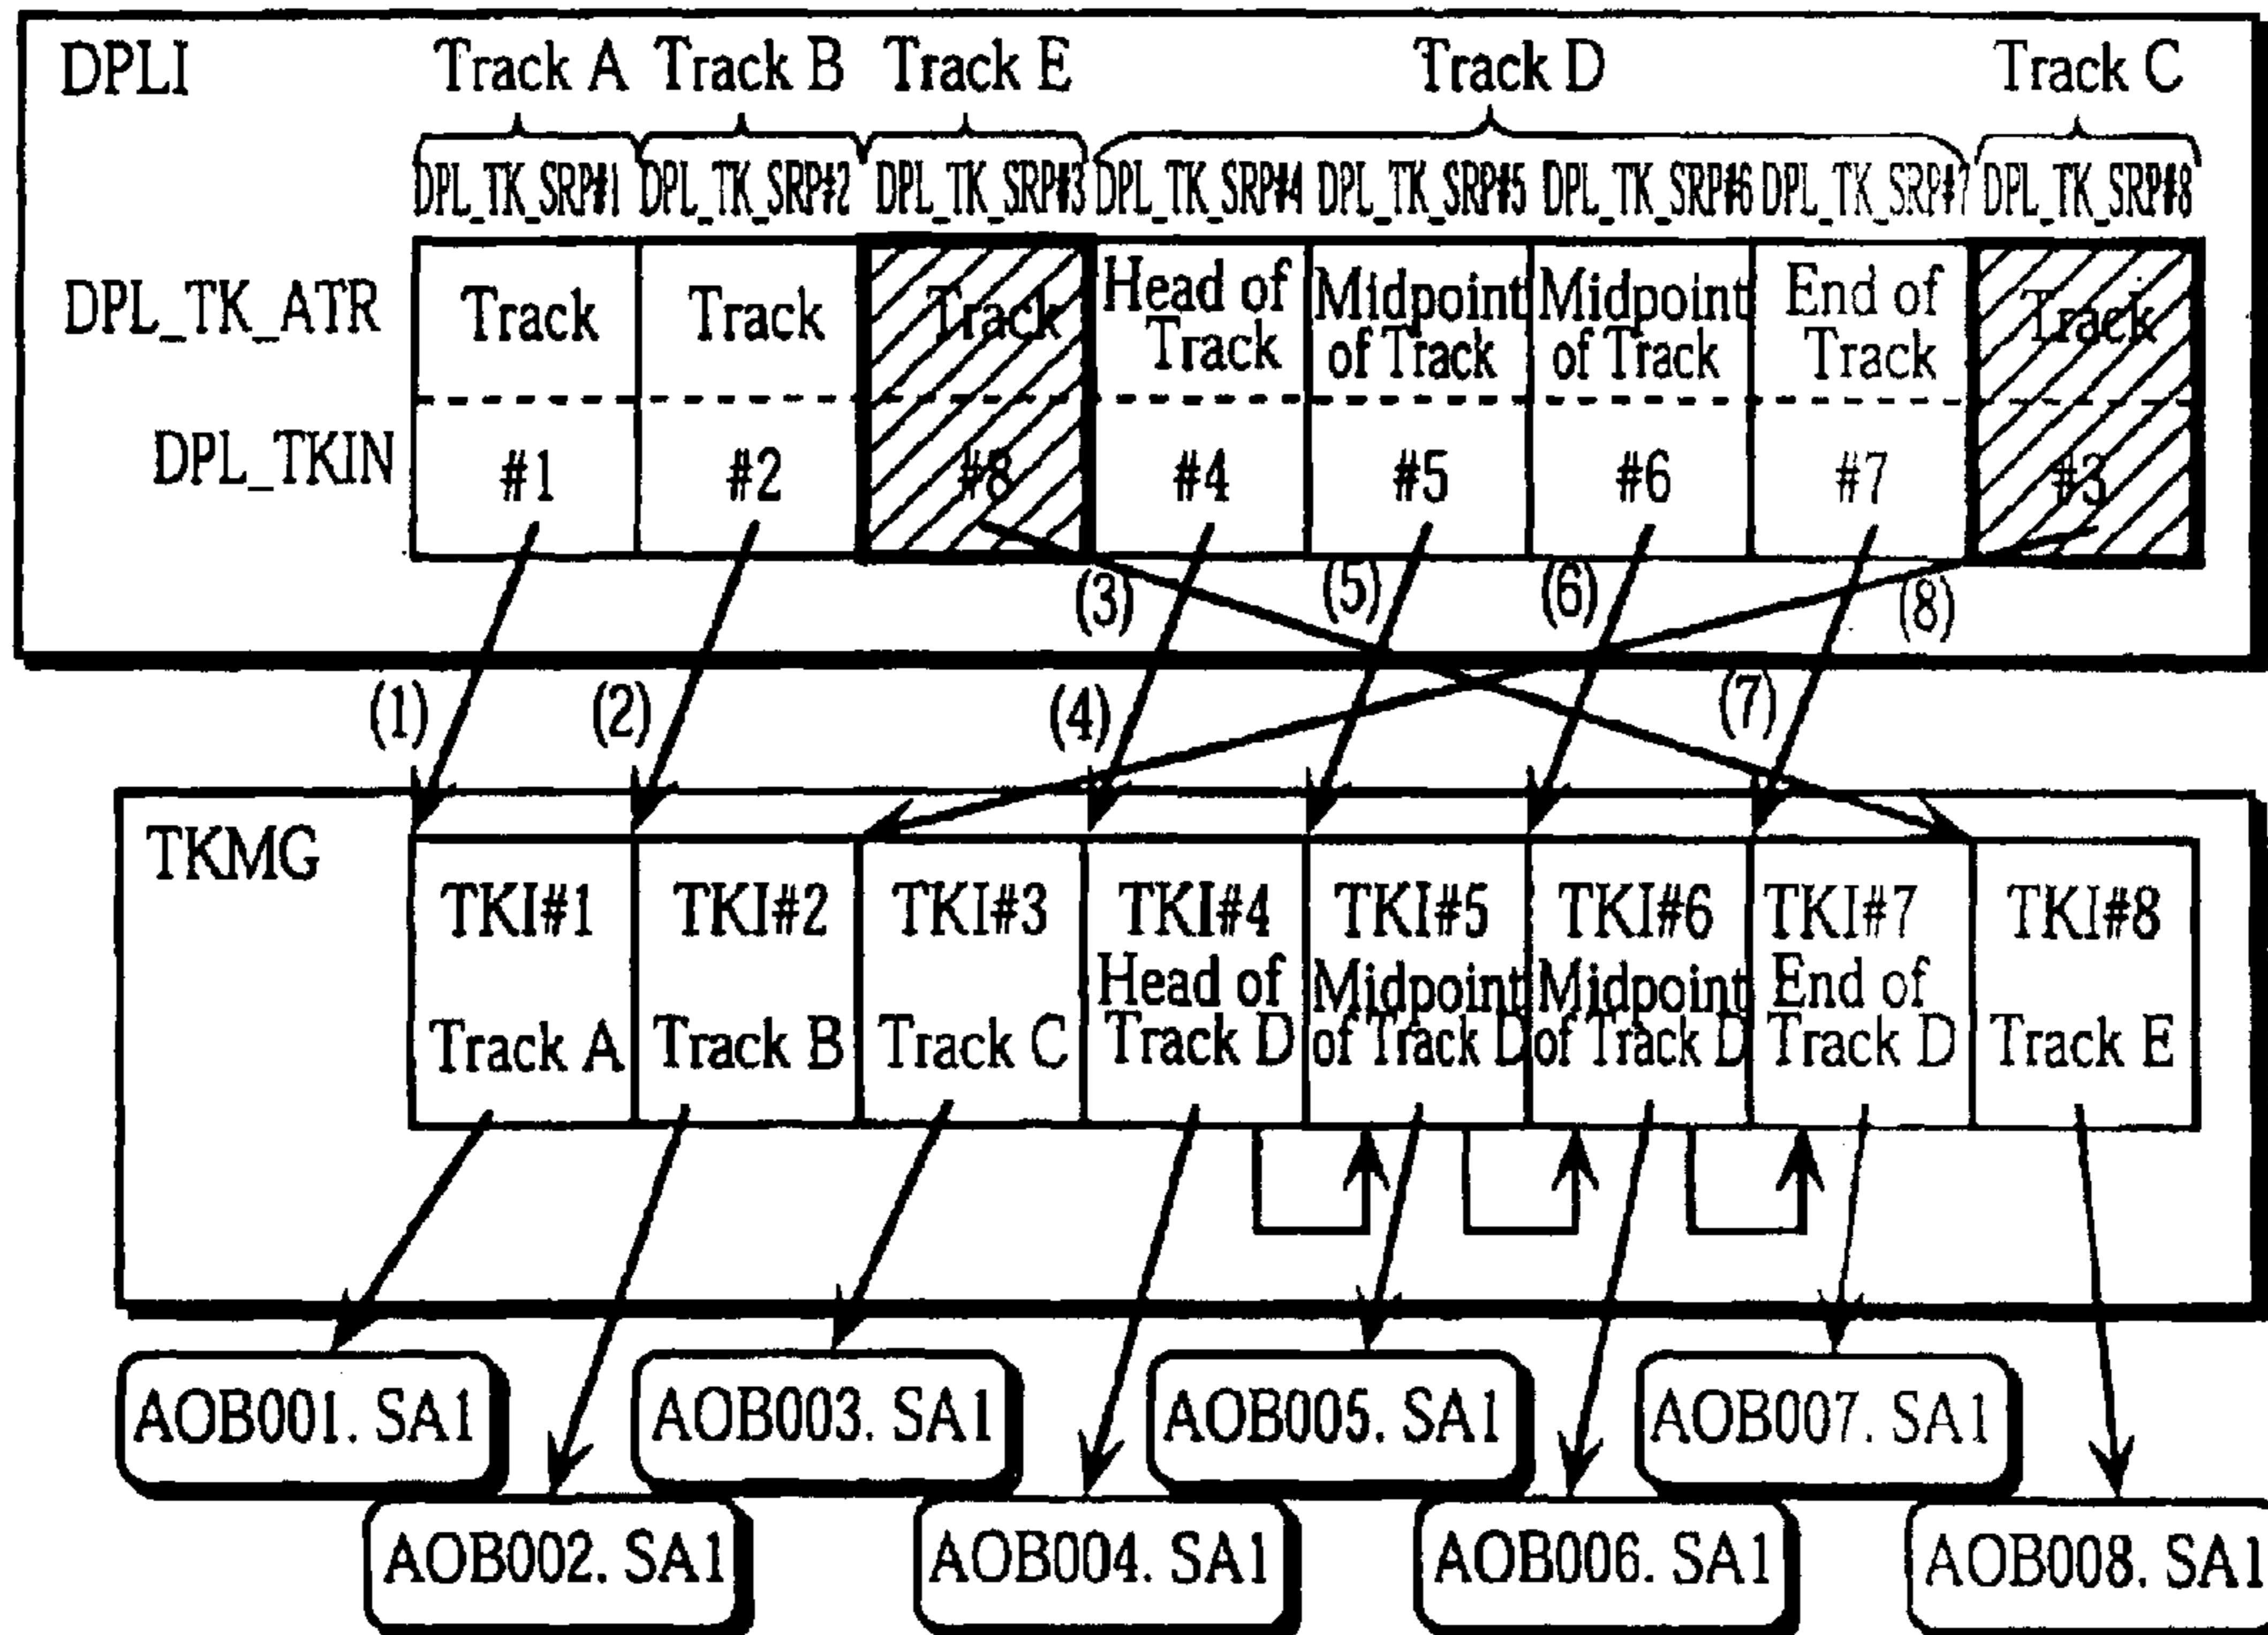 DPLI
Track A Track B Track E Track D Track C
DPL_TK_SRP#1 DPL_TK_SRP#2 DPL_TK_SRP#3 DPL_TK_SRP#4 DPL_TK_SRP#5 DPL_TK_SRP#6 DPL_TK_SRP#7 DPL_TK_SRP#8
DPL_TK_ATR
Track
Track
Track
Head of
Track
Midpoint
of Track
Midpoint
of Track
End of
Track
Track
DPL_TKIN
#1 #2 #8 #4 #5 #6 #7 #3
(3) (5) (6) (8)
(1) (2) (4) (7)
TKMG
TKI#1
Track A
TKI#2
Track B
TKI#3
Track C
TKI#4
Head of
Track D
TKI#5
Midpoint
of Track D
TKI#6
Midpoint
of Track D
TKI#7
End of
Track D
TKI#8
Track E
AOB001. SA1 AOB003. SA1 AOB005. SA1 AOB007. SA1
AOB002. SA1 AOB004. SA1 AOB006. SA1 AOB008. SA1